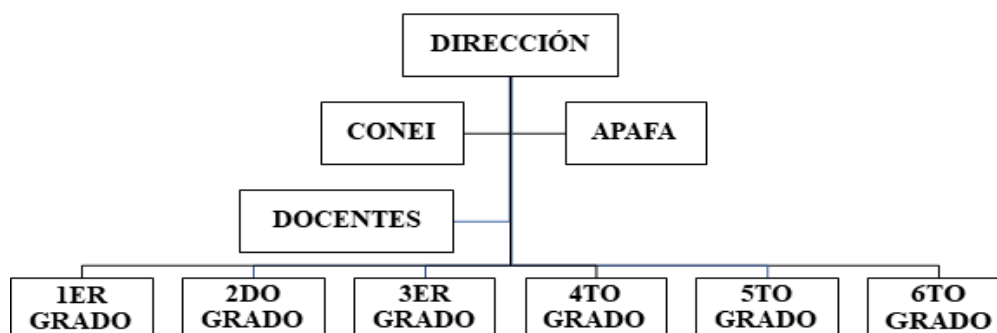 DIRECCIÓN
CONEI
APAFA
DOCENTES
1ER
GRADO
2DO
GRADO
3ER
GRADO
4TO
GRADO
5TO
GRADO
6TO
GRADO